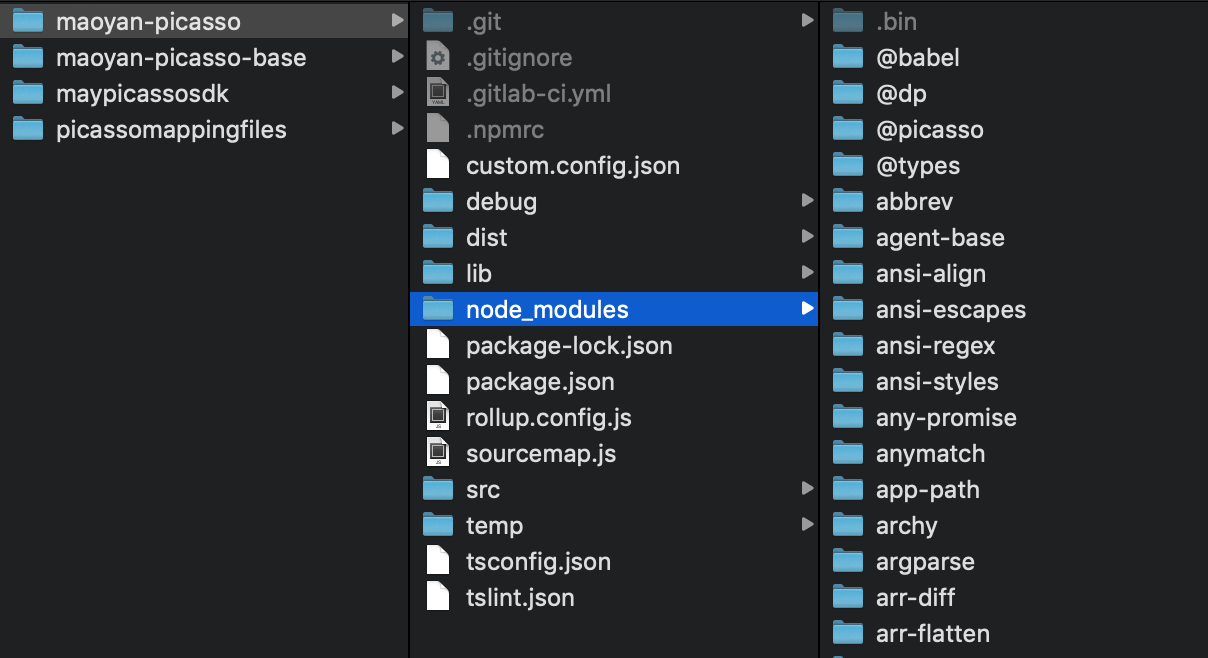 maoyan-picasso
maoyan-picasso-base
maypicassosdk
picassomappingfiles
.git
.gitignore
.gitlab-ci.yml
.npmrc
custom.config.json
debug
dist
lib
node_modules
package-lock.json
package.json
rollup.config.js
sourcemap.js
src
temp
tsconfig.json
tslint.json
.bin
@babel
@dp
@picasso
@types
abbrev
agent-base
ansi-align
ansi-escapes
ansi-regex
ansi-styles
any-promise
anymatch
app-path
archy
argparse
arr-diff
arr-flatten